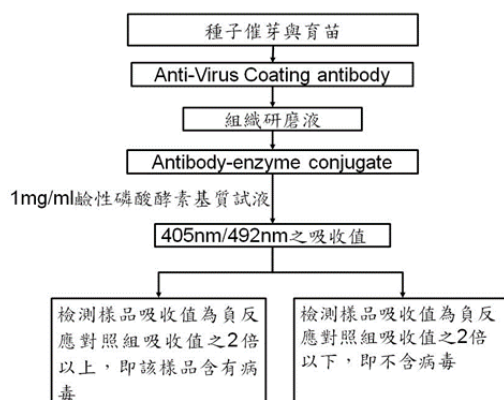 種子催芽與育苗
Anti-Virus Coating antibody
組織研磨液
Antibody-enzyme conjugate
1mg/ml鹼性磷酸酵素基質試液
405nm/492nm之吸收值
檢測樣品吸收值為負反
應對照組吸收值之2倍
以上，即該樣品含有病
毒
檢測樣品吸收值為負反
應對照組吸收值之2倍
以下，即不含病毒